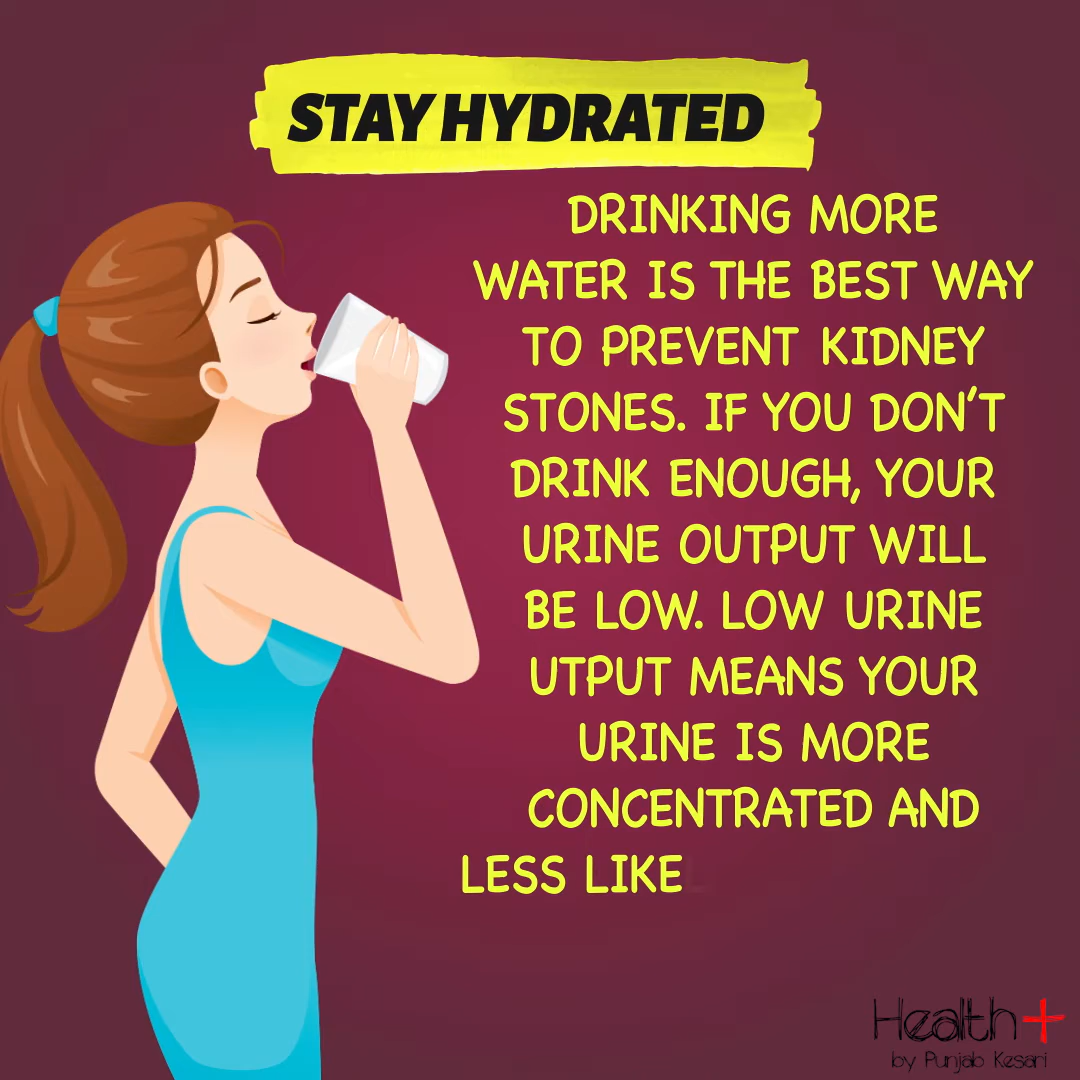 STAY HYDRATED
DRINKING MORE
WATER IS THE BEST WAY
TO PREVENT KIDNEY
STONES. IF YOU DON'T
DRINK ENOUGH, YOUR
URINE OUTPUT WILL
BE LOW. LOW URINE
UTPUT MEANS YOUR
URINE IS MORE
CONCENTRATED AND
LESS LIKEL
Health+
by Punjab Kesari